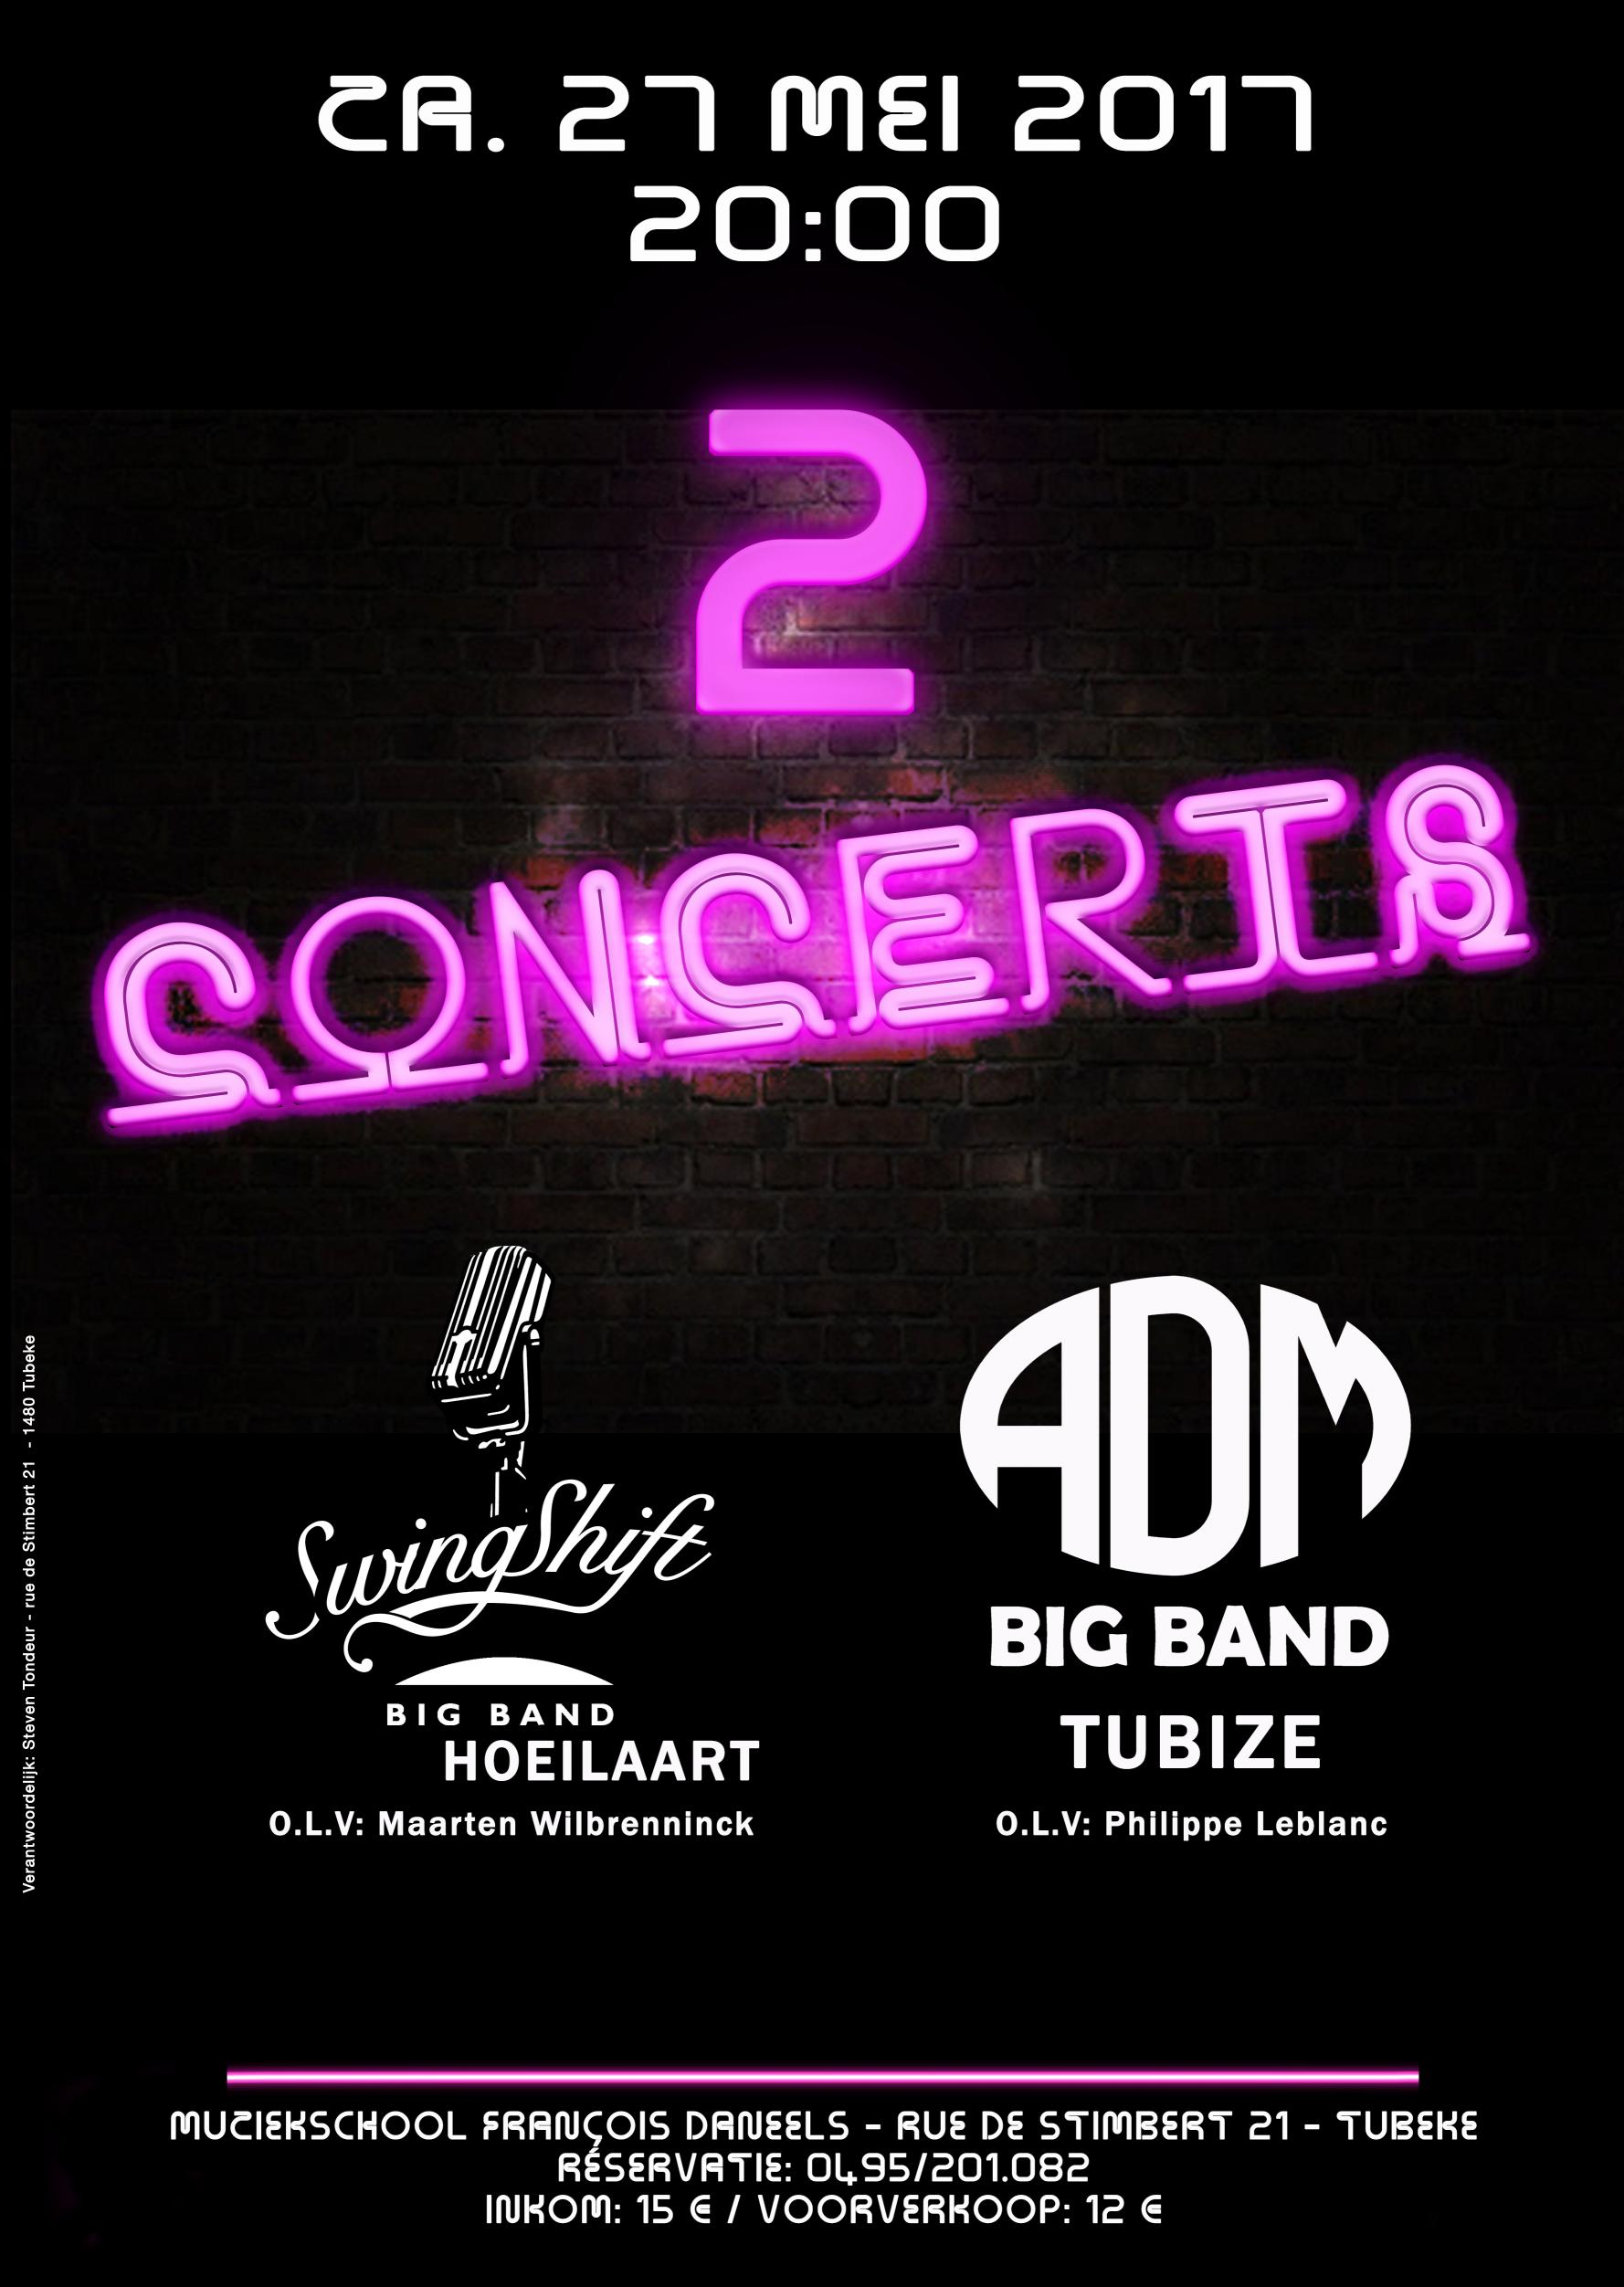 ZA. 27 MEI 2017
20:00
2
CONCERTS
SwingShift
BIG BAND
HOEILAART
O.L.V: Maarten Wilbrenninck
ADM
BIG BAND
TUBIZE
O.L.V: Philippe Leblanc
Verantwoordelijk: Steven Tondeur - rue de Stimbert 21 - 1480 Tubeke
MUZIEKSCHOOL FRANÇOIS DANEELS - RUE DE STIMBERT 21 - TUBEKE
RÉSERVATIE: 0495/201.082
INKOM: 15 € / VOORVERKOOP: 12 €